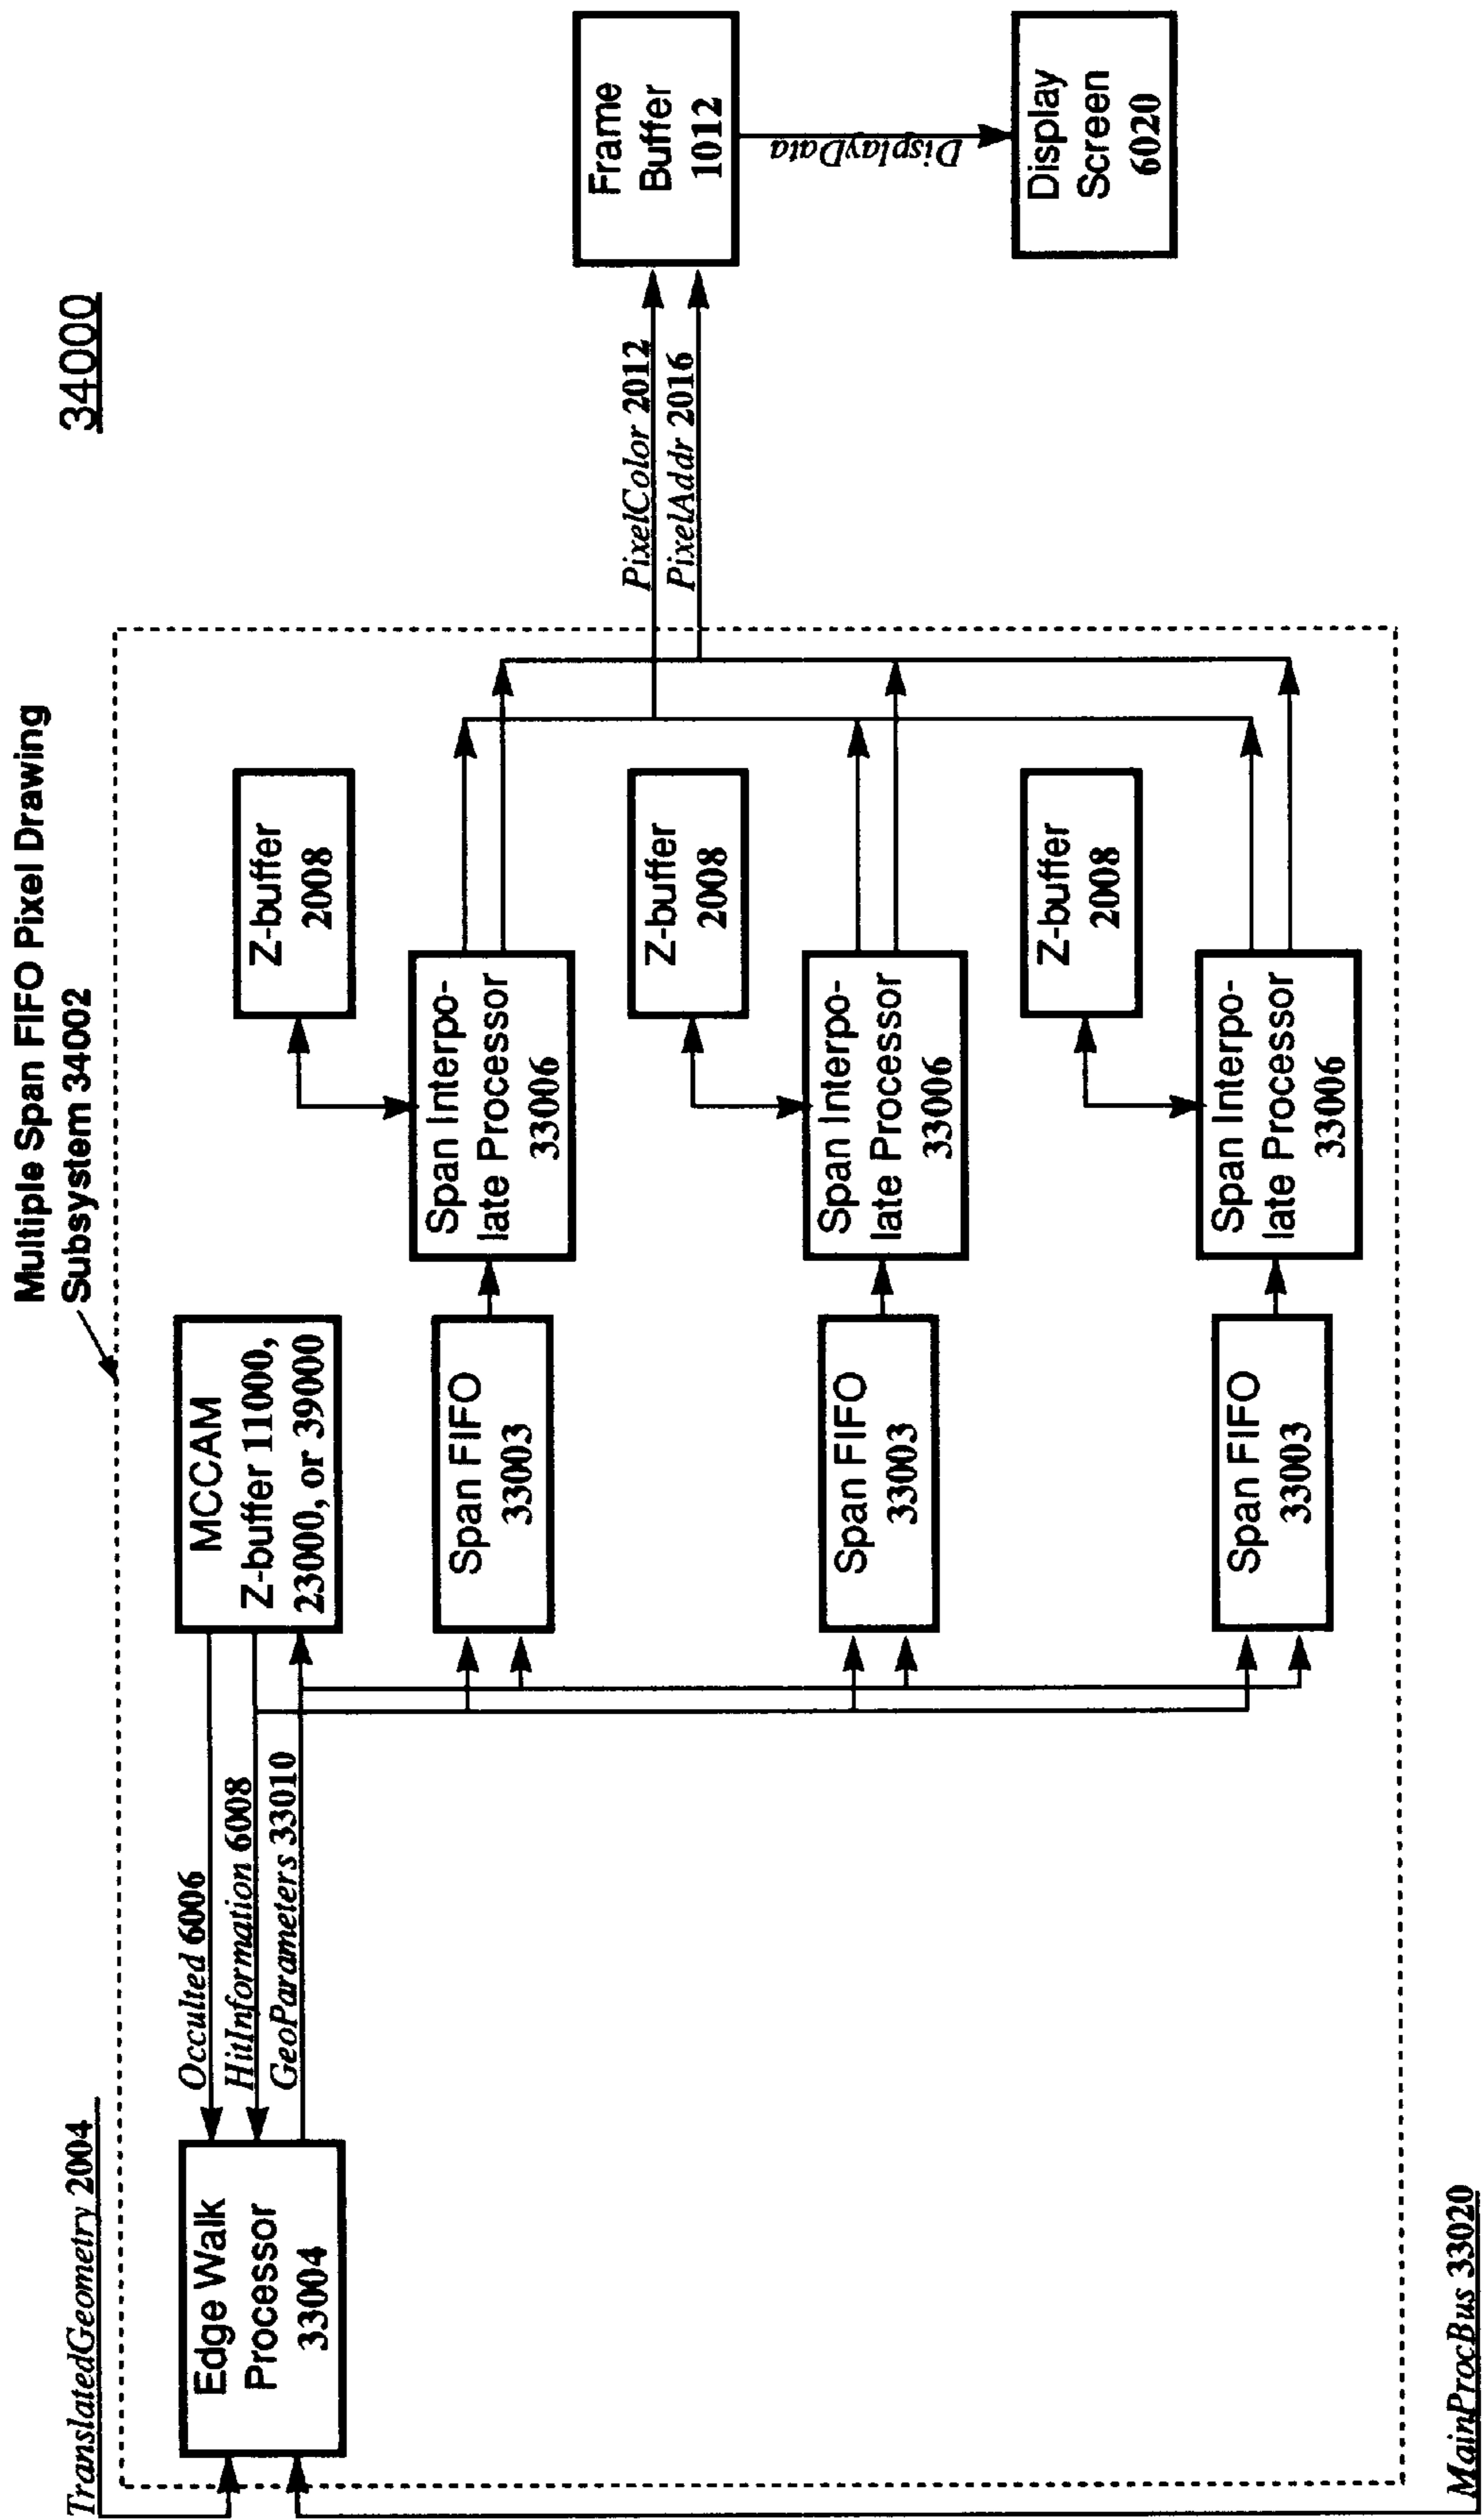 34000
Multiple Span FIFO Pixel Drawing
Subsystem 34002
TranslatedGeometry 2004
Edge Walk
Processor
33004
Occulted 6006
HitInformation 6008
GeoParameters 33010
MCCAM
Z-buffer 11000,
23000, or 39000
Span FIFO
33003
Span Interpo-
late Processor
33006
Z-buffer
2008
Span FIFO
33003
Span Interpo-
late Processor
33006
Z-buffer
2008
Span FIFO
33003
Span Interpo-
late Processor
33006
Z-buffer
2008
PixelColor 2012
PixelAddr 2016
Frame
Buffer
1012
DisplayData
Display
Screen
6020
MainProcBus 33020